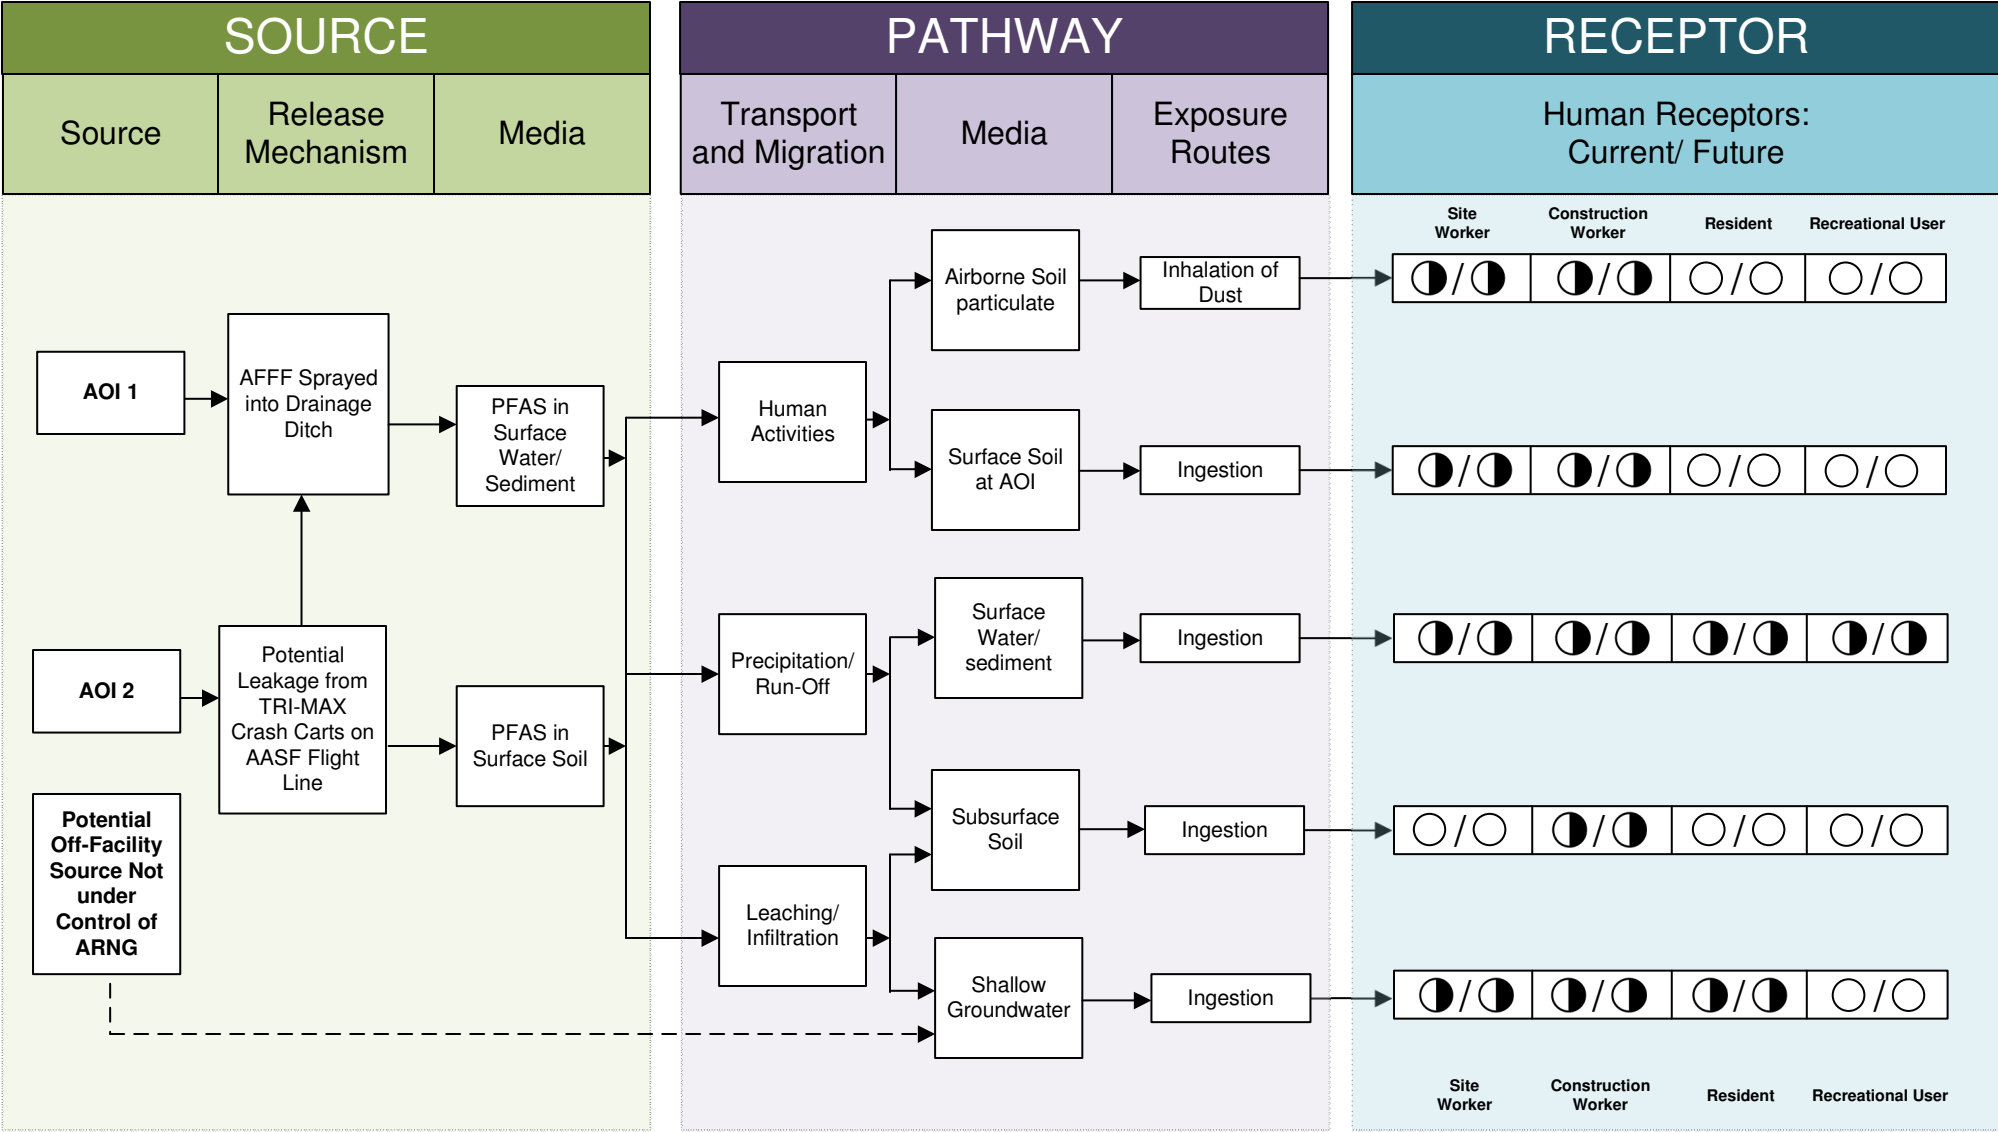 SOURCE
PATHWAY
RECEPTOR
Source
Release
Mechanism
Media
Transport
and Migration
Media
Exposure
Routes
Human Receptors:
Current/ Future
Site
Worker
Construction
Worker
Resident
Recreational User
AOI 1
AFFF Sprayed
into Drainage
Ditch
PFAS in
Surface
Water/
Sediment
AOI 2
Potential
Leakage from
TRI-MAX
Crash Carts on
AASF Flight
Line
PFAS in
Surface Soil
Potential
Off-Facility
Source Not
under
Control of
ARNG
Human
Activities
Precipitation/
Run-Off
Leaching/
Infiltration
Airborne Soil
particulate
Inhalation of
Dust
/ / / /
Surface Soil
at AOI
Ingestion
/ / / /
Surface
Water/
sediment
Ingestion
/ / / /
Subsurface
Soil
Ingestion
/ / / /
Shallow
Groundwater
Ingestion
/ / / /
Site
Worker
Construction
Worker
Resident
Recreational User